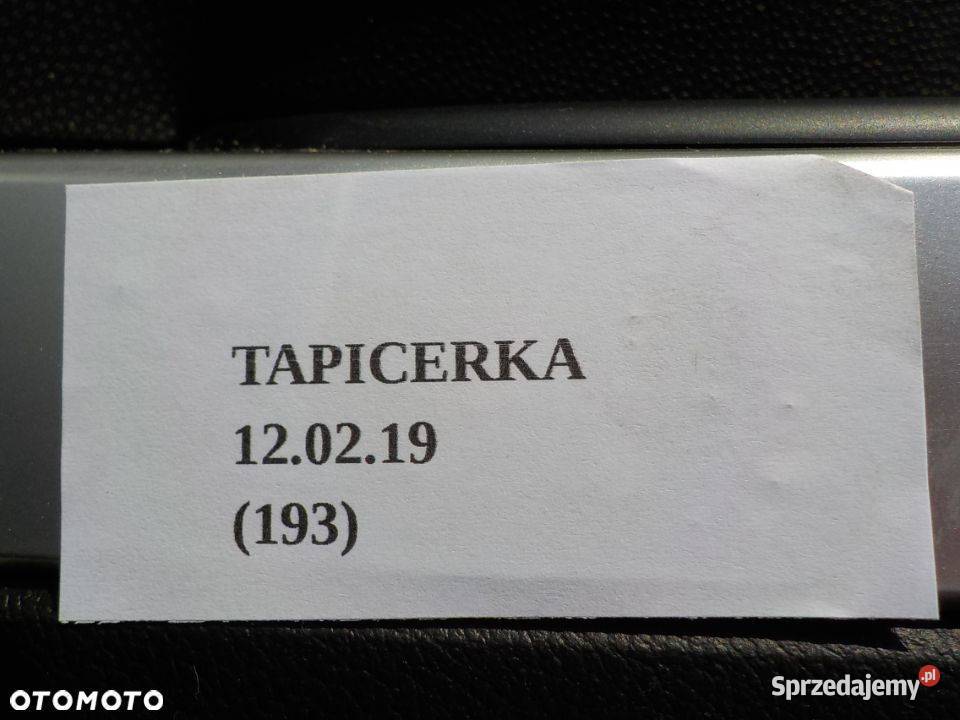 TAPICERKA
12.02.19
(193)
OTOMOTO
Sprzedajemy.pl